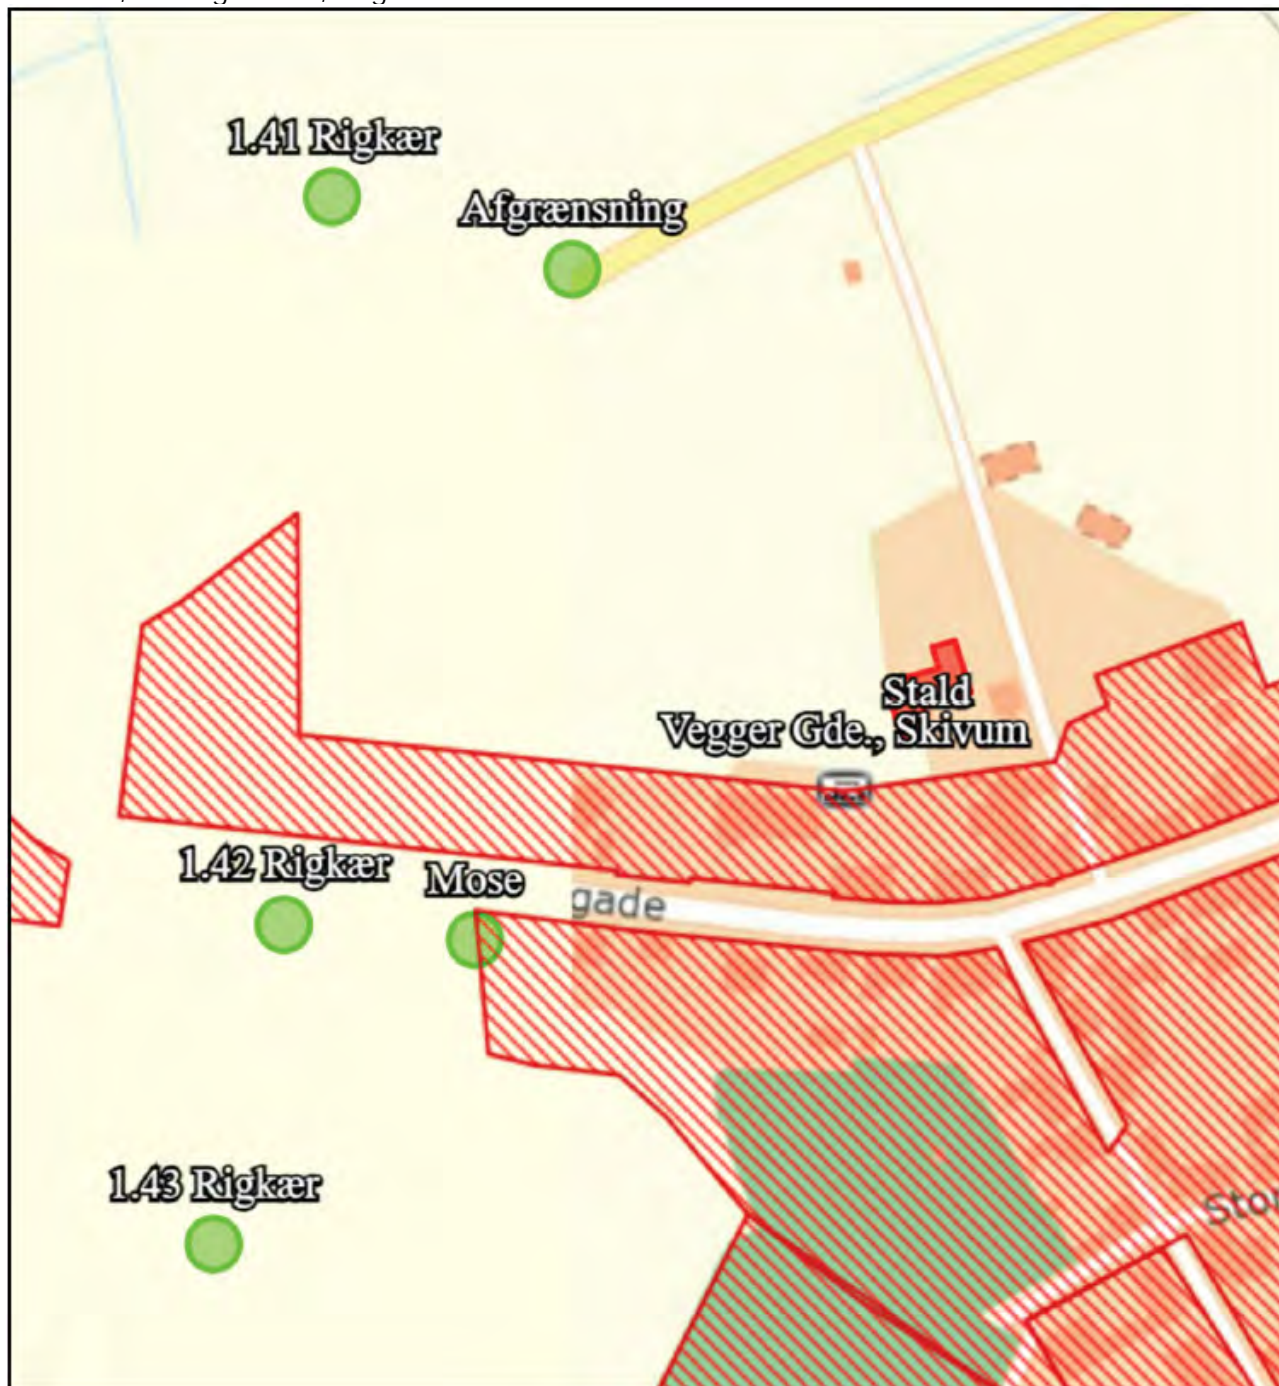 1.41 Rigkær
Afgrænsning
Stald
Vegger Gde., Skivum
1.42 Rigkær
Mose
gade
1.43 Rigkær